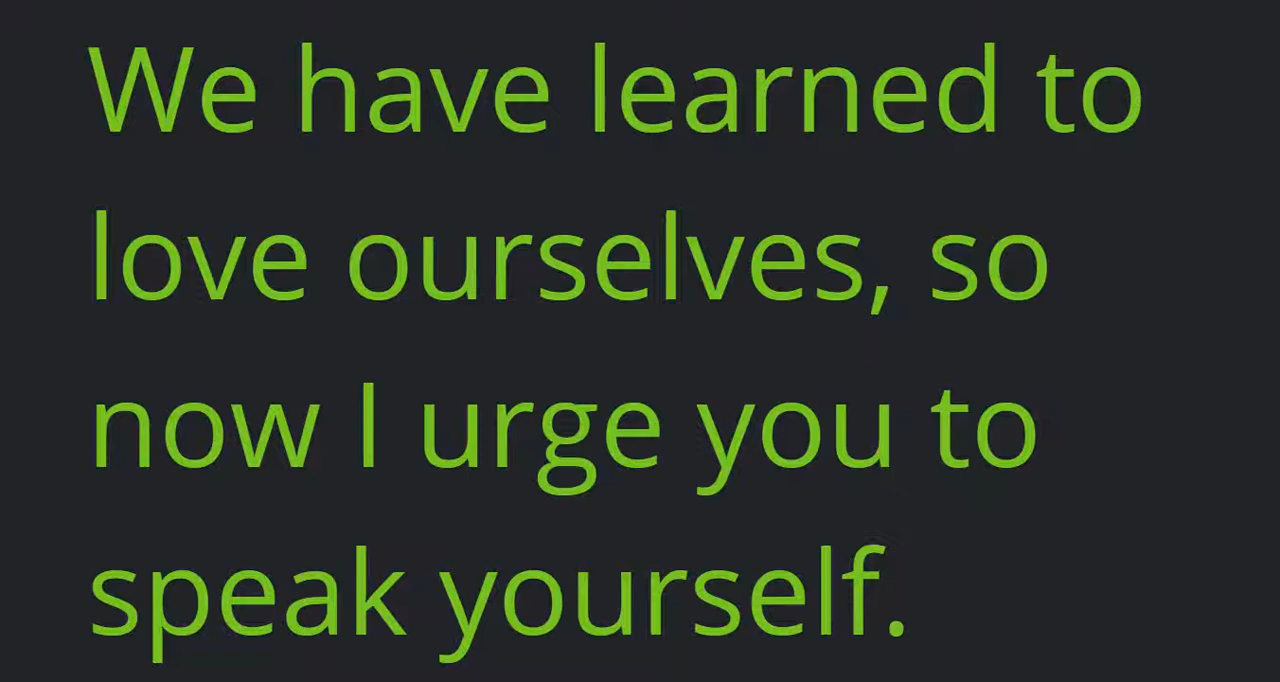 We have learned to
love ourselves, so
now I urge you to
speak yourself.